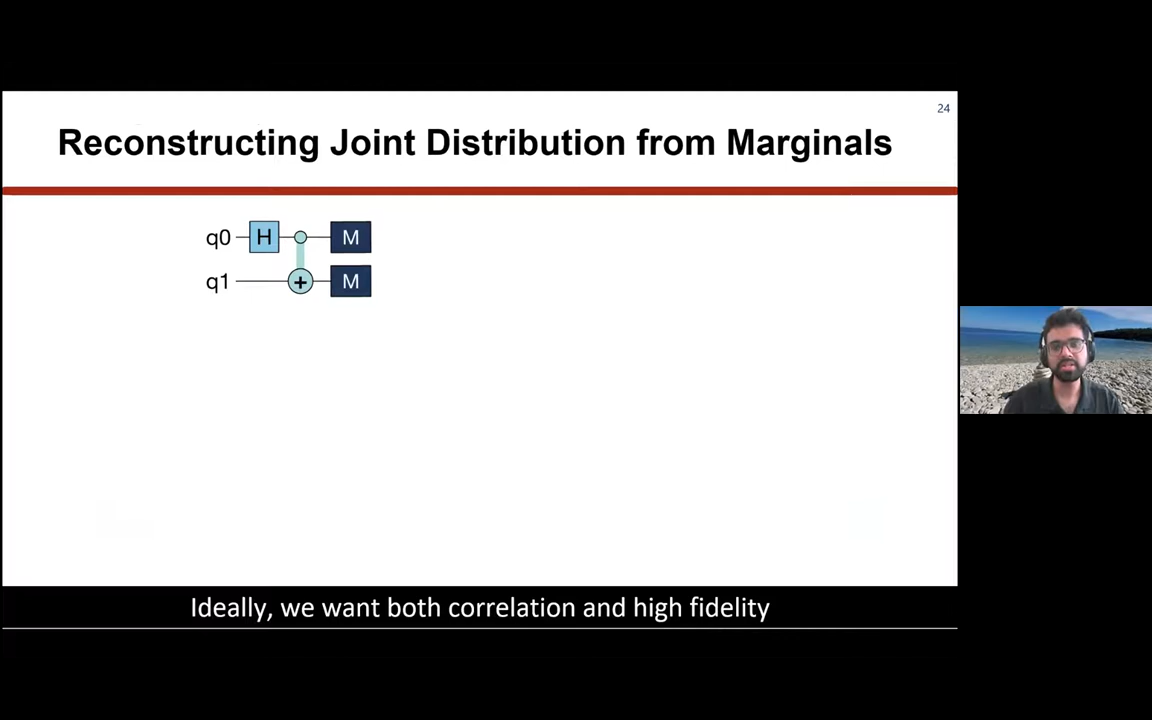 24
Reconstructing Joint Distribution from Marginals
q0 H M
q1 + M
Ideally, we want both correlation and high fidelity